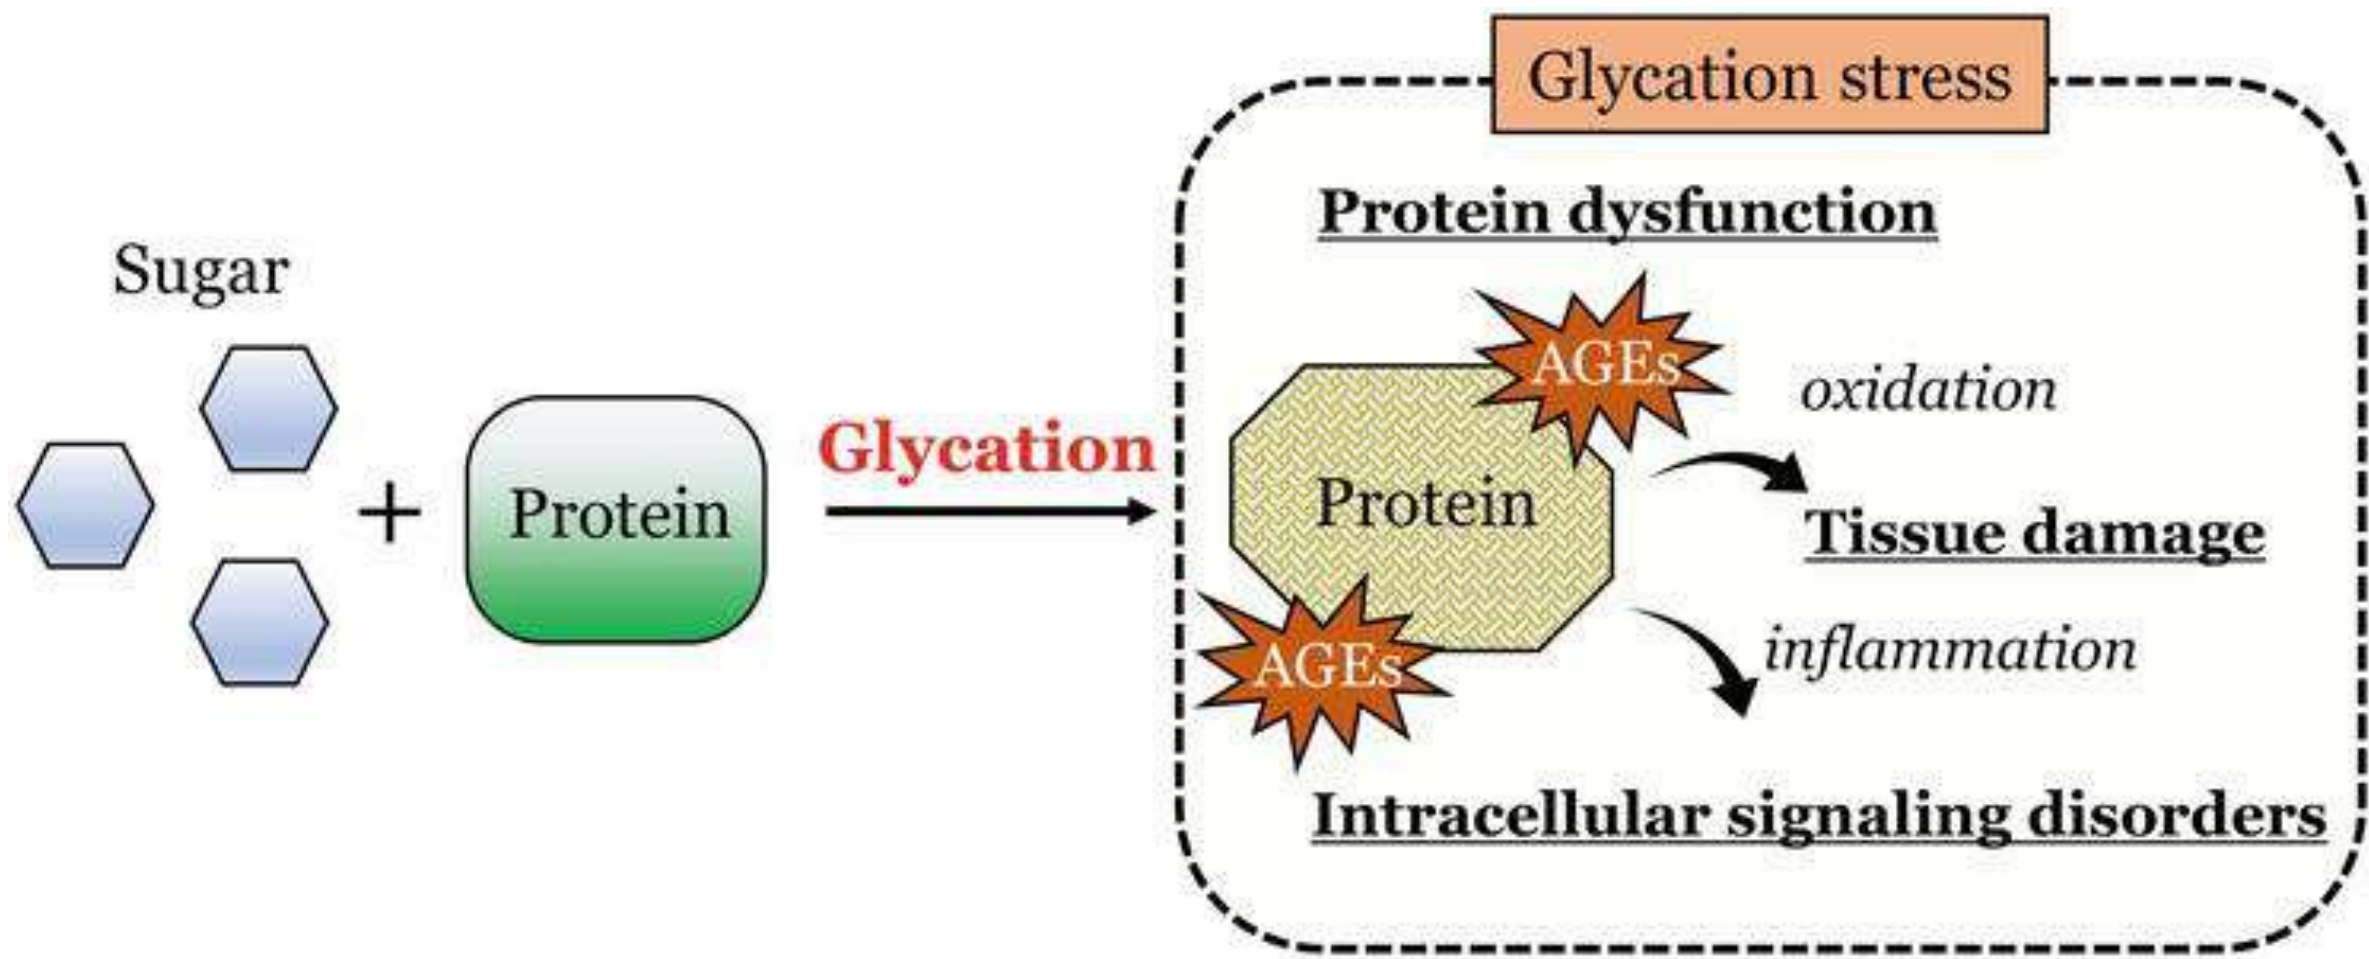 Glycation stress
Protein dysfunction
Sugar
AGEs
oxidation
Glycation
Protein
Protein
Tissue damage
inflammation
AGEs
Intracellular signaling disorders
+